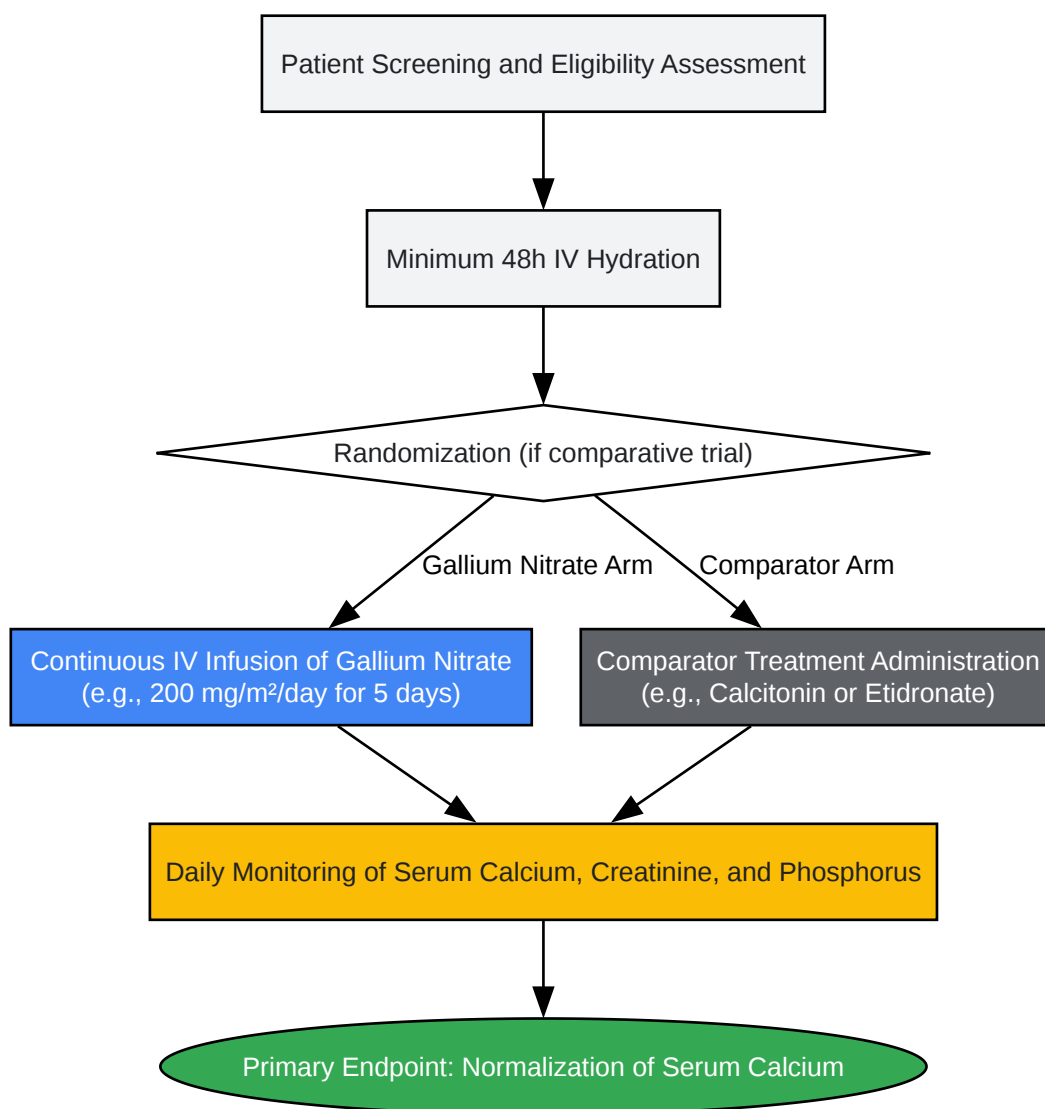 Patient Screening and Eligibility Assessment
Minimum 48h IV Hydration
Randomization (if comparative trial)
Gallium Nitrate Arm
Comparator Arm
Continuous IV Infusion of Gallium Nitrate
(e.g., 200 mg/m²/day for 5 days)
Comparator Treatment Administration
(e.g., Calcitonin or Etidronate)
Daily Monitoring of Serum Calcium, Creatinine, and Phosphorus
Primary Endpoint: Normalization of Serum Calcium